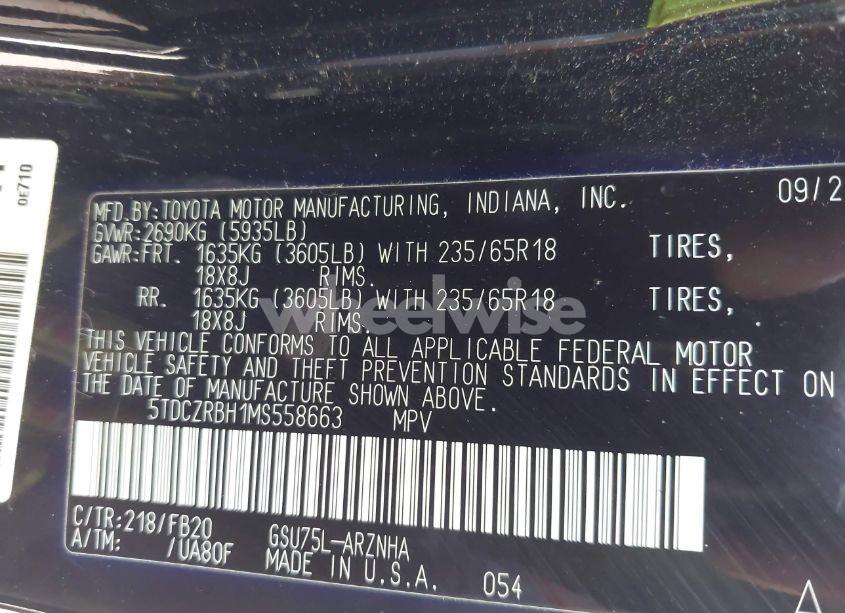 0E710
MFD.BY:TOYOTA MOTOR MANUFACTURING, INDIANA, INC. 09/2
GVWR:2690KG (5935LB)
GAWR:FRT. 1635KG (3605LB) WITH 235/65R18 TIRES,
18X8J RIMS.
RR. 1635KG (3605LB) WITH 235/65R18 TIRES,
18X8J RIMS.
wheelwise
THIS VEHICLE CONFORMS TO ALL APPLICABLE FEDERAL MOTOR
VEHICLE SAFETY AND THEFT PREVENTION STANDARDS IN EFFECT ON
THE DATE OF MANUFACTURE SHOWN ABOVE.
5TDCZRBH1MS558663 MPV
C/TR:218/FB20 GSU75L-ARZNHA
A/TM: /UA80F MADE IN U.S.A. 054